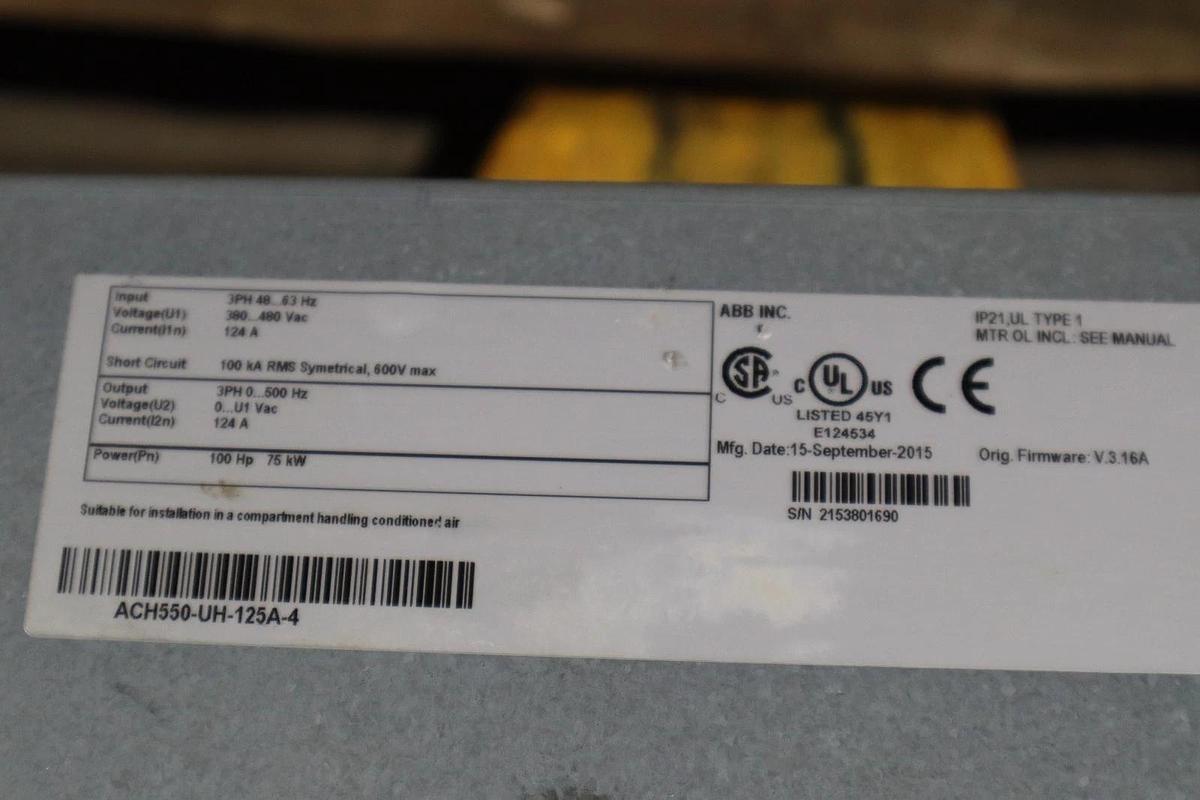 Input 3PH 48...63 Hz
Voltage(U1) 380...480 Vac
Current(I1n) 124 A
Short Circuit 100 kA RMS Symetrical, 600V max
Output 3PH 0...500 Hz
Voltage(U2) 0...U1 Vac
Current(I2n) 124 A
Power(Pn) 100 Hp 75 kW
Suitable for installation in a compartment handling conditioned air
ACH550-UH-125A-4
ABB INC.
IP21,UL TYPE 1
MTR OL INCL.: SEE MANUAL
C SA ® US
C UL ® US
CE
LISTED 45Y1
E124534
Mfg. Date:15-September-2015
Orig. Firmware: V.3.16A
S/N 2153801690